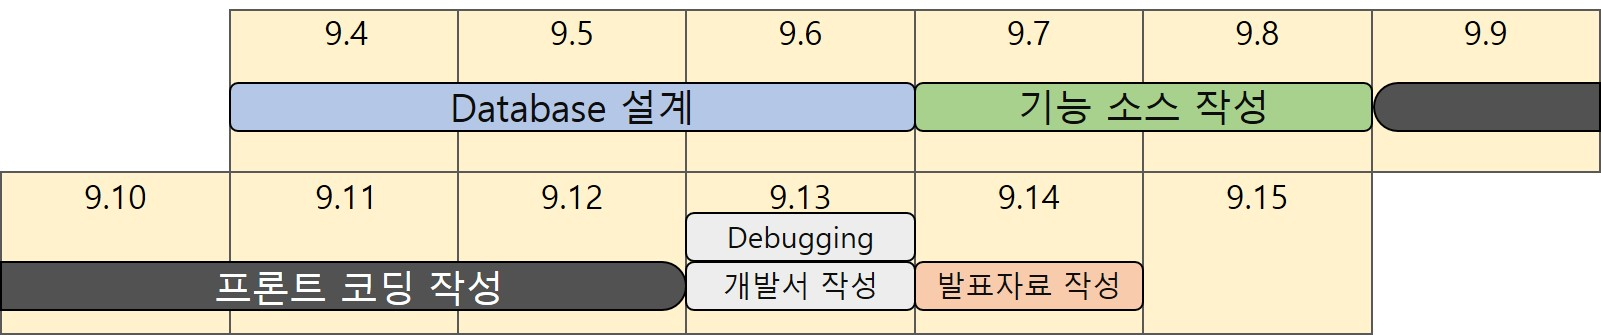 9.4 9.5 9.6 9.7 9.8 9.9
Database 설계 기능 소스 작성
9.10 9.11 9.12 9.13 9.14 9.15
Debugging
프론트 코딩 작성 개발서 작성 발표자료 작성